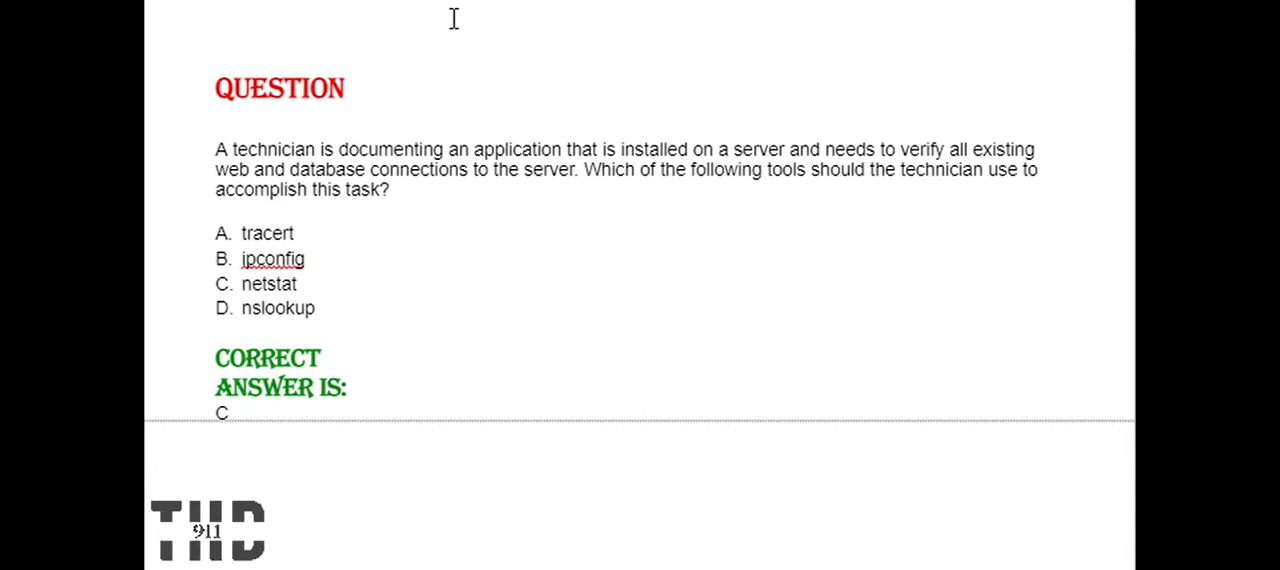 QUESTION
A technician is documenting an application that is installed on a server and needs to verify all existing
web and database connections to the server. Which of the following tools should the technician use to
accomplish this task?
A. tracert
B. ipconfig
C. netstat
D. nslookup
CORRECT
ANSWER IS:
C
THD
911